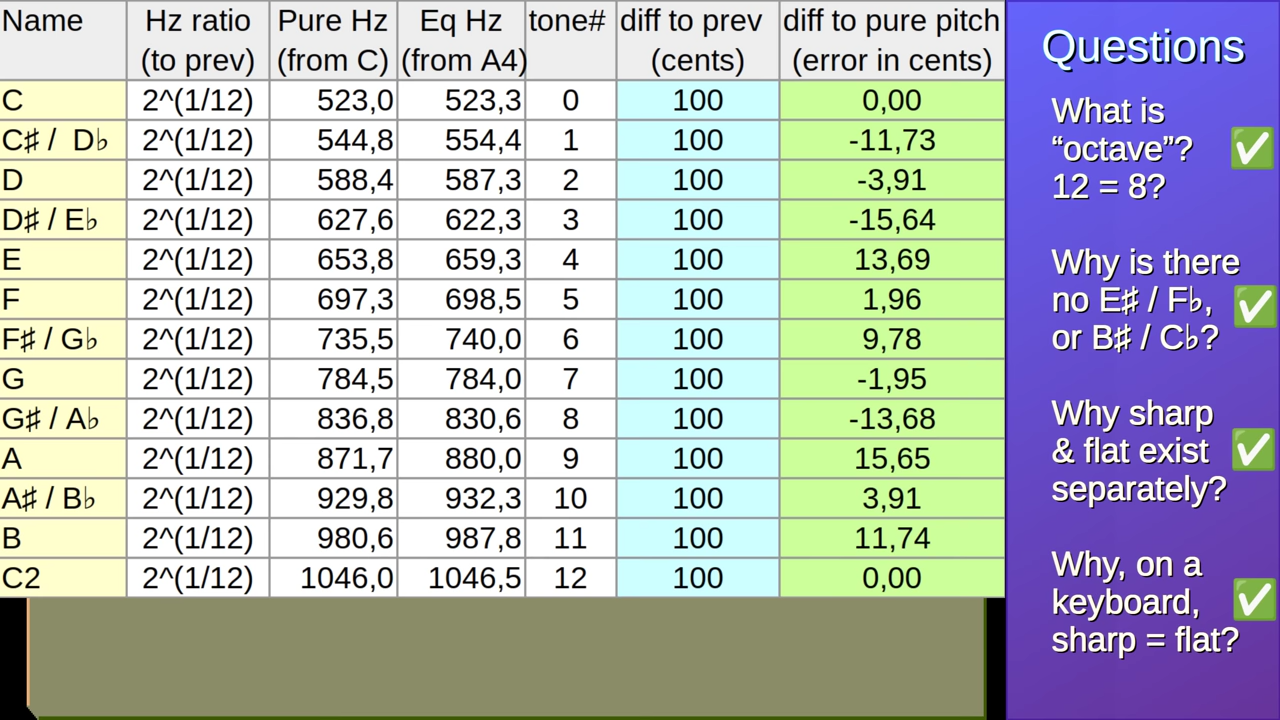 Name Hz ratio Pure Hz Eq Hz tone# diff to prev diff to pure pitch
(to prev) (from C) (from A4) (cents) (error in cents)
C 2^(1/12) 523,0 523,3 0 100 0,00
C♯ / D♭ 2^(1/12) 544,8 554,4 1 100 -11,73
D 2^(1/12) 588,4 587,3 2 100 -3,91
D♯ / E♭ 2^(1/12) 627,6 622,3 3 100 -15,64
E 2^(1/12) 653,8 659,3 4 100 13,69
F 2^(1/12) 697,3 698,5 5 100 1,96
F♯ / G♭ 2^(1/12) 735,5 740,0 6 100 9,78
G 2^(1/12) 784,5 784,0 7 100 -1,95
G♯ / A♭ 2^(1/12) 836,8 830,6 8 100 -13,68
A 2^(1/12) 871,7 880,0 9 100 15,65
A♯ / B♭ 2^(1/12) 929,8 932,3 10 100 3,91
B 2^(1/12) 980,6 987,8 11 100 11,74
C2 2^(1/12) 1046,0 1046,5 12 100 0,00
Questions
What is
“octave”?
12 = 8?
Why is there
no E♯ / F♭,
or B♯ / C♭?
Why sharp
& flat exist
separately?
Why, on a
keyboard,
sharp = flat?